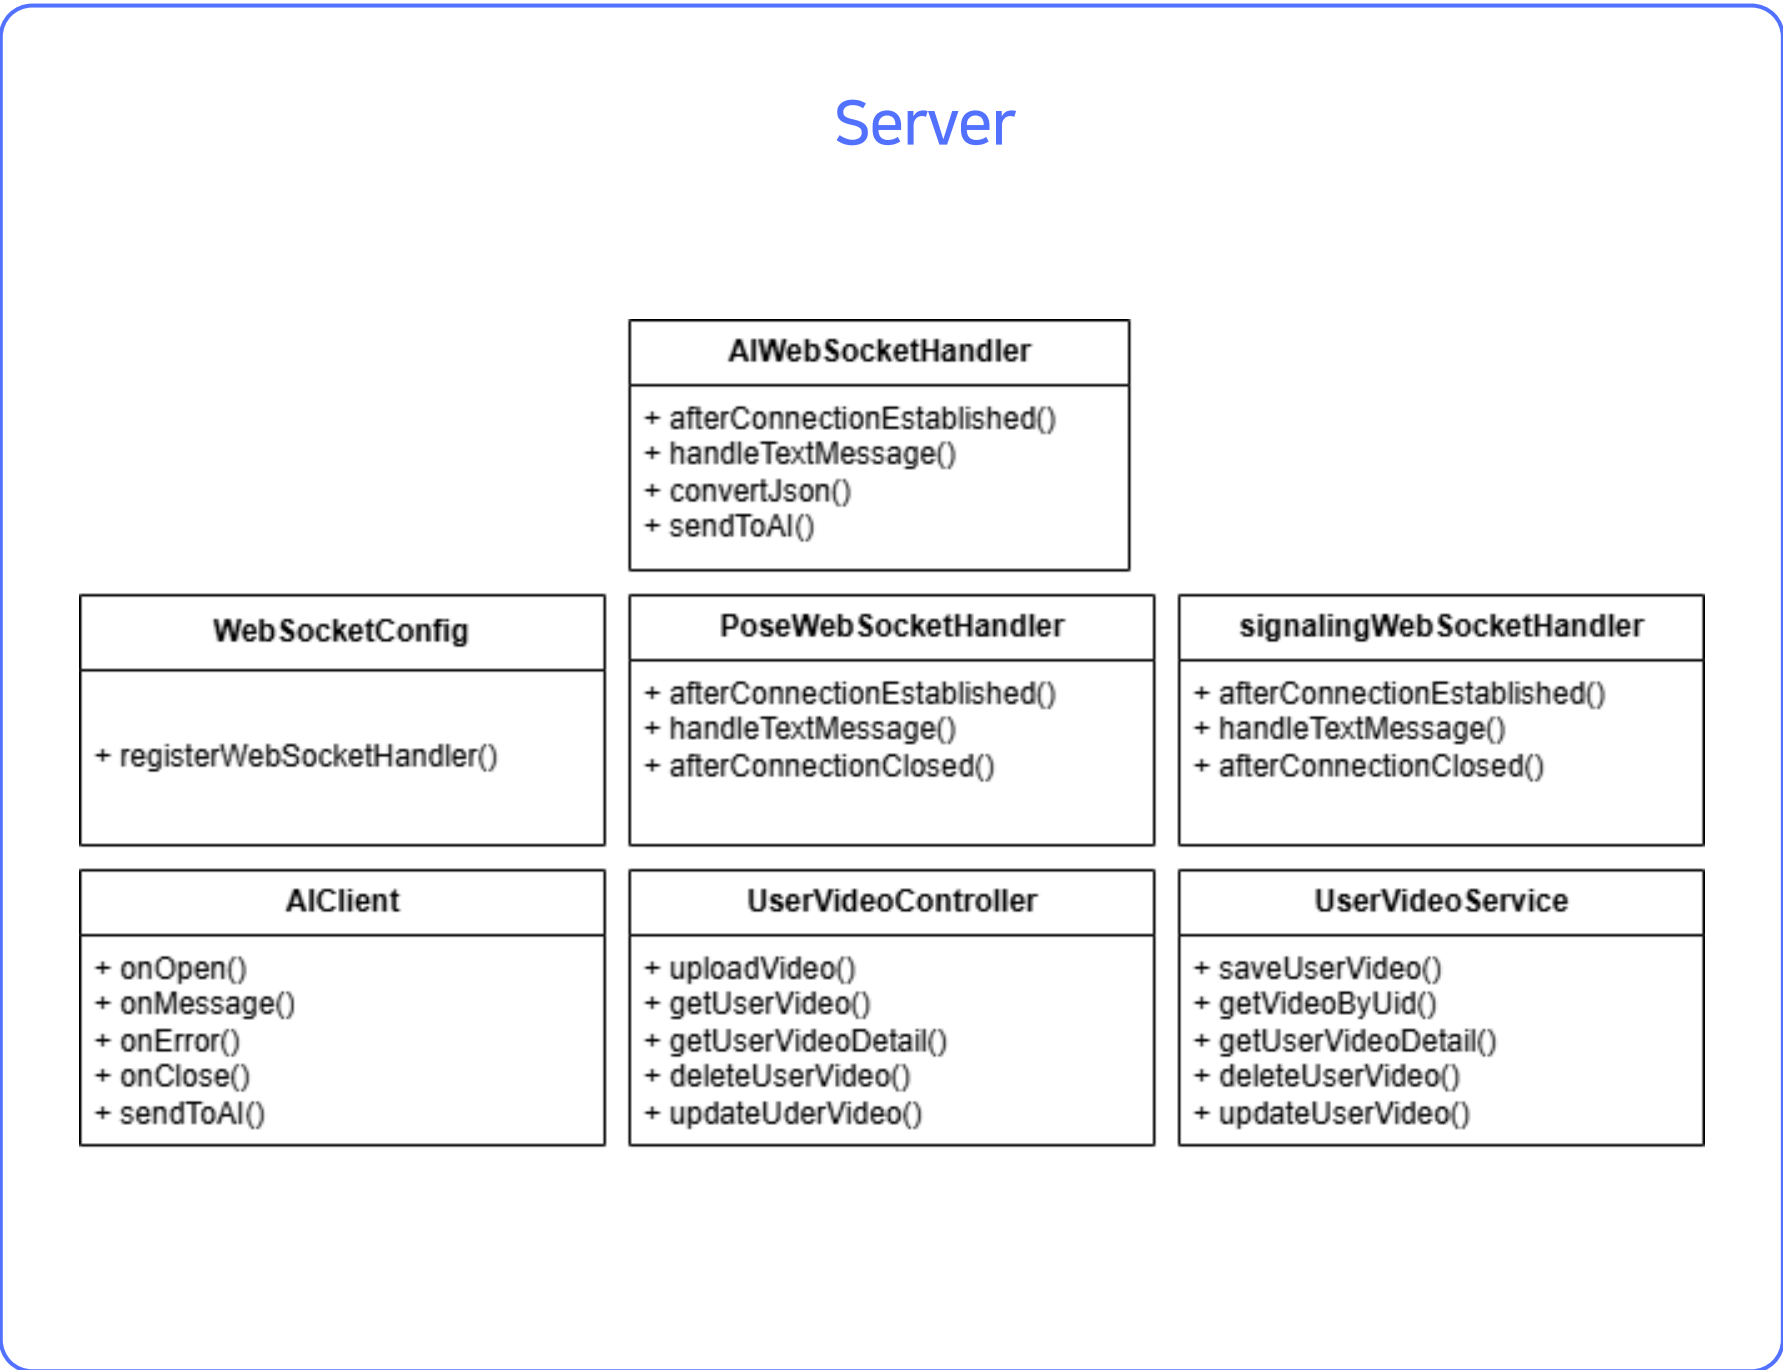 Server
AIWebSocketHandler
+ afterConnectionEstablished()
+ handleTextMessage()
+ convertJson()
+ sendToAI()
WebSocketConfig
+ registerWebSocketHandler()
PoseWebSocketHandler
+ afterConnectionEstablished()
+ handleTextMessage()
+ afterConnectionClosed()
signalingWebSocketHandler
+ afterConnectionEstablished()
+ handleTextMessage()
+ afterConnectionClosed()
AIClient
+ onOpen()
+ onMessage()
+ onError()
+ onClose()
+ sendToAI()
UserVideoController
+ uploadVideo()
+ getUserVideo()
+ getUserVideoDetail()
+ deleteUserVideo()
+ updateUderVideo()
UserVideoService
+ saveUserVideo()
+ getVideoByUid()
+ getUserVideoDetail()
+ deleteUserVideo()
+ updateUserVideo()